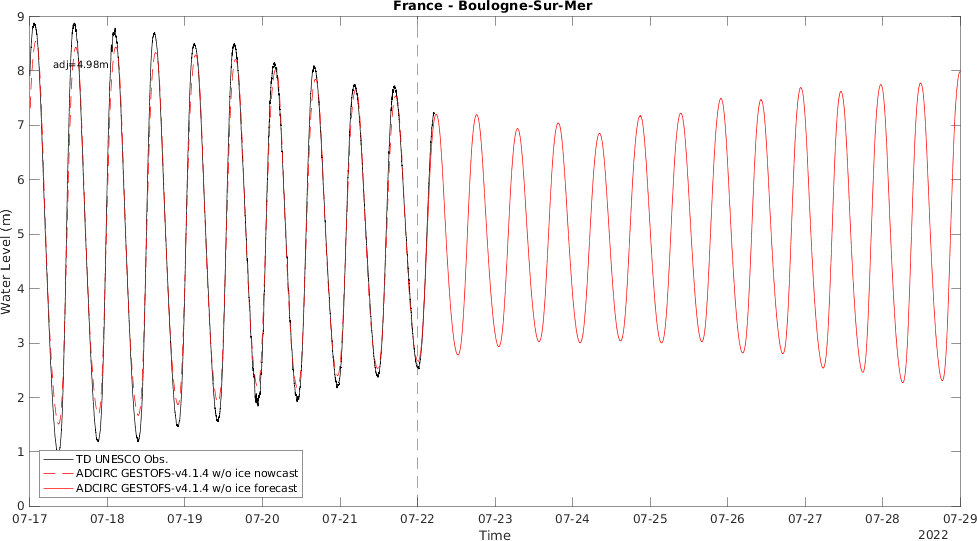 France - Boulogne-Sur-Mer
adj=4.98m
Water Level (m)
9
8
7
6
5
4
3
2
1
0
TD UNESCO Obs.
ADCIRC GESTOFS-v4.1.4 w/o ice nowcast
ADCIRC GESTOFS-v4.1.4 w/o ice forecast
07-17 07-18 07-19 07-20 07-21 07-22 07-23 07-24 07-25 07-26 07-27 07-28 07-29
Time
2022